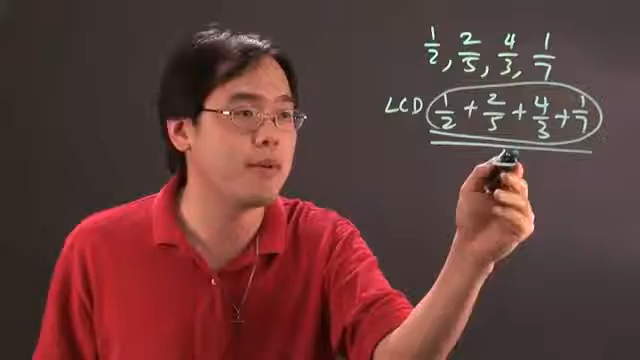 1/2, 2/5, 4/3, 1/7
LCD 1/2 + 2/5 + 4/3 + 1/7